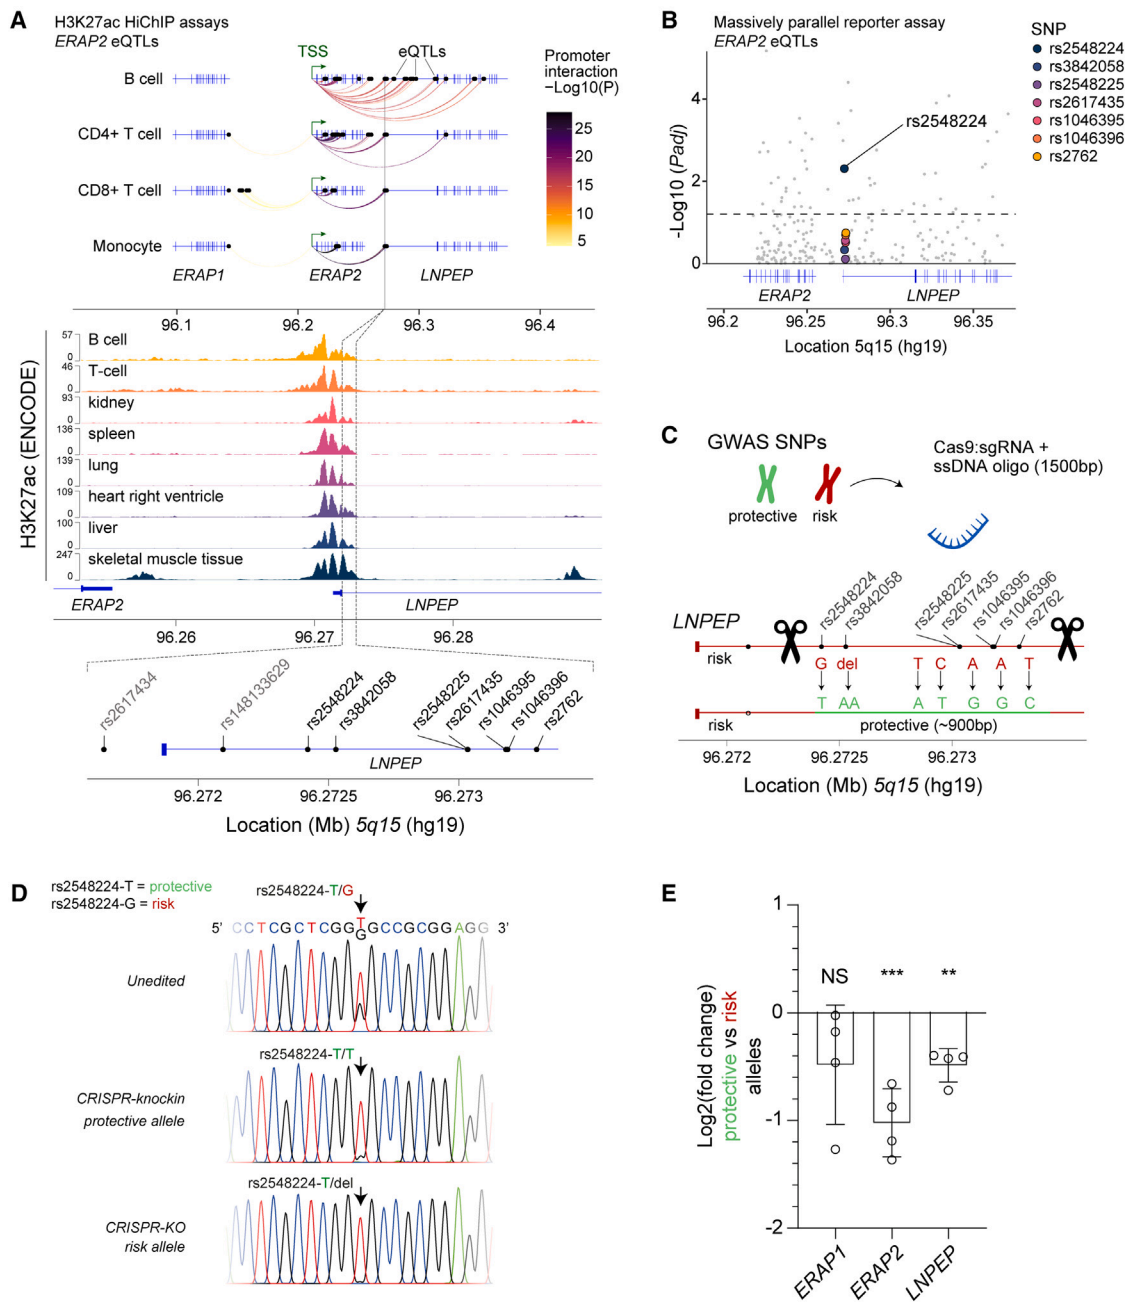 A
H3K27ac HiChIP assays
ERAP2 eQTLs
TSS
eQTLs
Promoter
interaction
−Log10(P)
B cell
CD4+ T cell
CD8+ T cell
Monocyte
25
20
15
10
5
ERAP1
ERAP2
LNPEP
96.1
96.2
96.3
96.4
H3K27ac (ENCODE)
57
0
B cell
46
0
T-cell
93
0
kidney
136
0
spleen
139
0
lung
109
0
heart right ventricle
100
0
liver
247
0
skeletal muscle tissue
ERAP2
LNPEP
96.26
96.27
96.28
rs2617434
rs148133629
rs2548224
rs3842058
rs2548225
rs2617435
rs1046395
rs1046396
rs2762
LNPEP
96.272
96.2725
96.273
Location (Mb) 5q15 (hg19)
B
Massively parallel reporter assay
ERAP2 eQTLs
SNP
rs2548224
rs3842058
rs2548225
rs2617435
rs1046395
rs1046396
rs2762
rs2548224
-Log10 (Padj)
4
2
0
ERAP2
LNPEP
96.2
96.25
96.3
96.35
Location 5q15 (hg19)
C
GWAS SNPs
protective
risk
Cas9:sgRNA +
ssDNA oligo (1500bp)
rs2548224
rs3842058
rs2548225
rs2617435
rs1046395
rs1046396
rs2762
LNPEP
risk
G del T C A A T
T AA A T G G C
risk
protective (~900bp)
96.272
96.2725
96.273
Location (Mb) 5q15 (hg19)
D
rs2548224-T = protective
rs2548224-G = risk
rs2548224-T/G
5' C C T C G C T C G G T G C C G C G G A G G 3'
G
Unedited
rs2548224-T/T
CRISPR-knockin
protective allele
rs2548224-T/del
CRISPR-KO
risk allele
E
Log2(fold change)
protective vs risk
alleles
1
0
-1
-2
NS
***
**
ERAP1
ERAP2
LNPEP